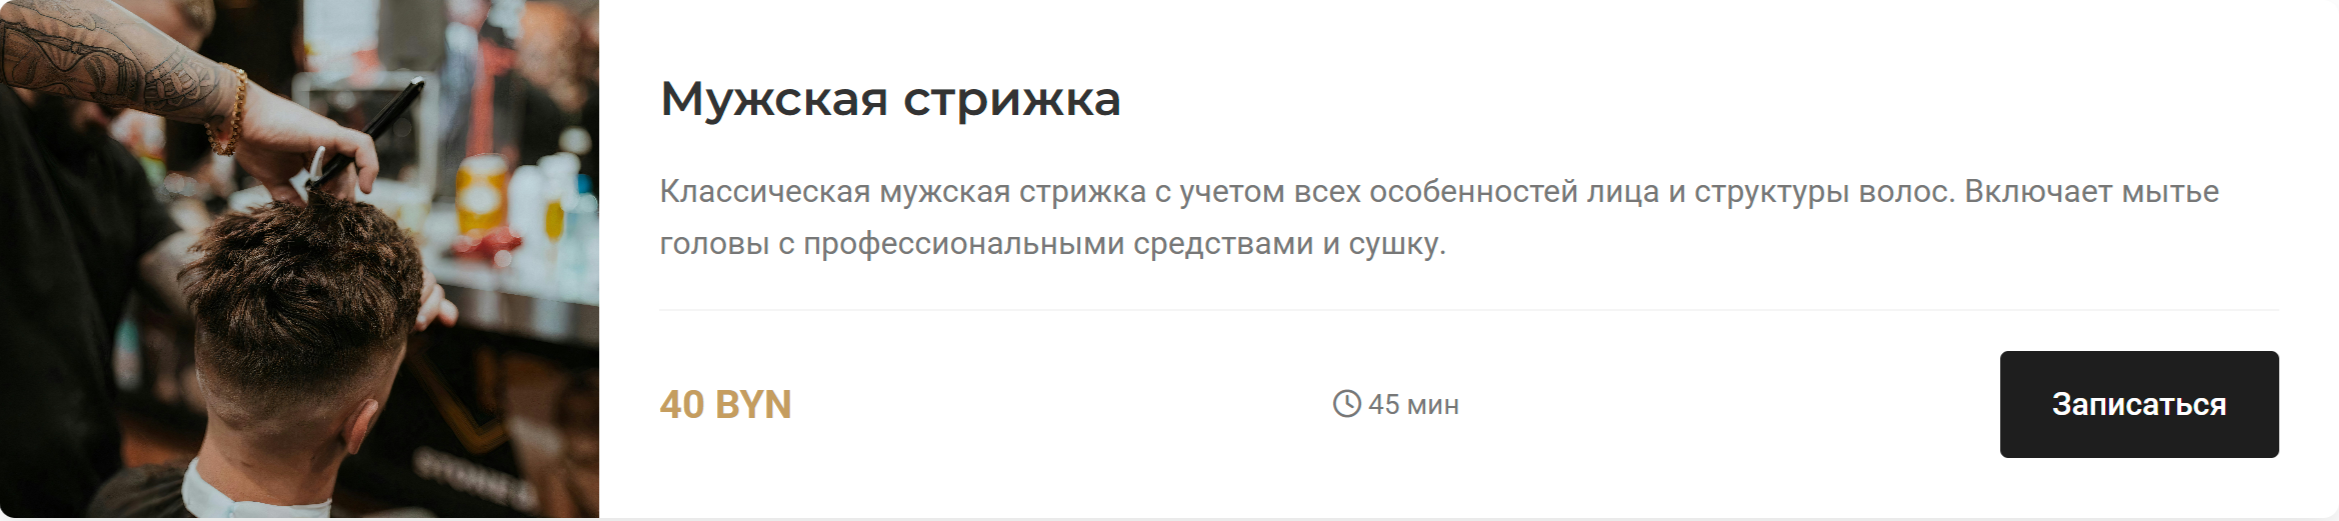 Мужская стрижка
Классическая мужская стрижка с учетом всех особенностей лица и структуры волос. Включает мытье
головы с профессиональными средствами и сушку.
40 BYN
45 мин
Записаться